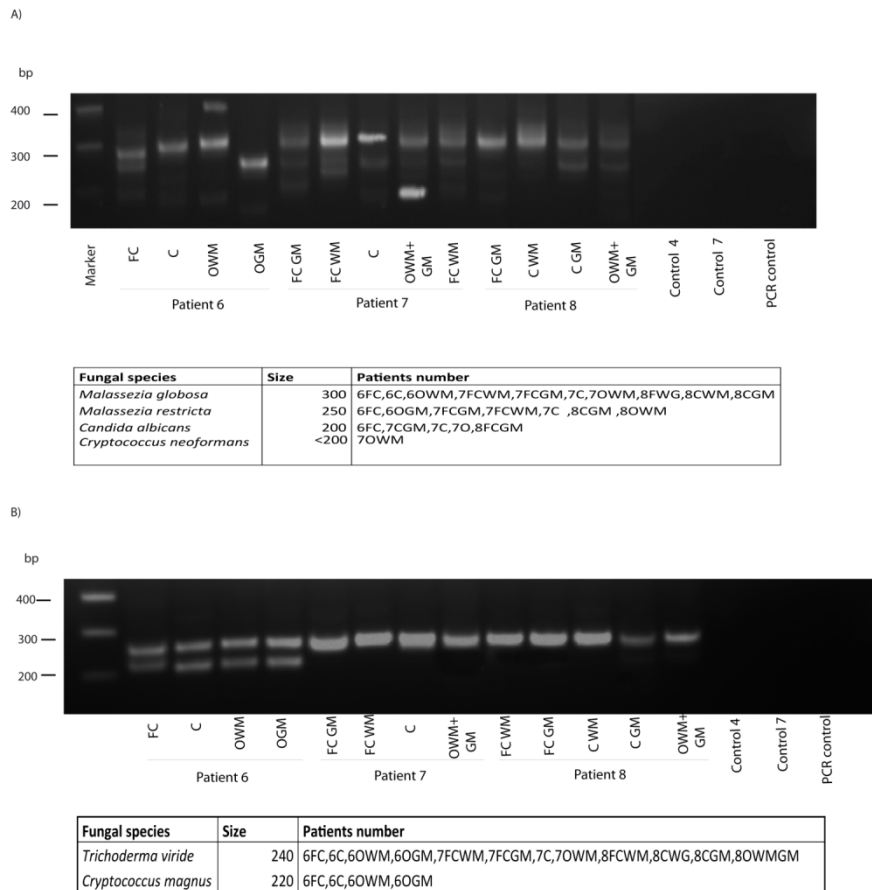 A)
bp
400
300
200
Marker
FC
C
OWM
OGM
FC GM
FC WM
C
OWM+
GM
FC WM
FC GM
C WM
C GM
OWM+
GM
Control 4
Control 7
PCR control
Patient 6
Patient 7
Patient 8
Fungal species Size Patients number
Malassezia globosa 300 6FC,6C,6OWM,7FCWM,7FCGM,7C,7OWM,8FWG,8CWM,8CGM
Malassezia restricta 250 6FC,6OGM,7FCGM,7FCWM,7C ,8CGM ,8OWM
Candida albicans 200 6FC,7CGM,7C,7O,8FCGM
Cryptococcus neoformans <200 7OWM
B)
bp
400
300
200
FC
C
OWM
OGM
FC GM
FC WM
C
OWM+
GM
FC WM
FC GM
C WM
C GM
OWM+
GM
Control 4
Control 7
PCR control
Patient 6
Patient 7
Patient 8
Fungal species Size Patients number
Trichoderma viride 240 6FC,6C,6OWM,6OGM,7FCWM,7FCGM,7C,7OWM,8FCWM,8CWG,8CGM,8OWMGM
Cryptococcus magnus 220 6FC,6C,6OWM,6OGM